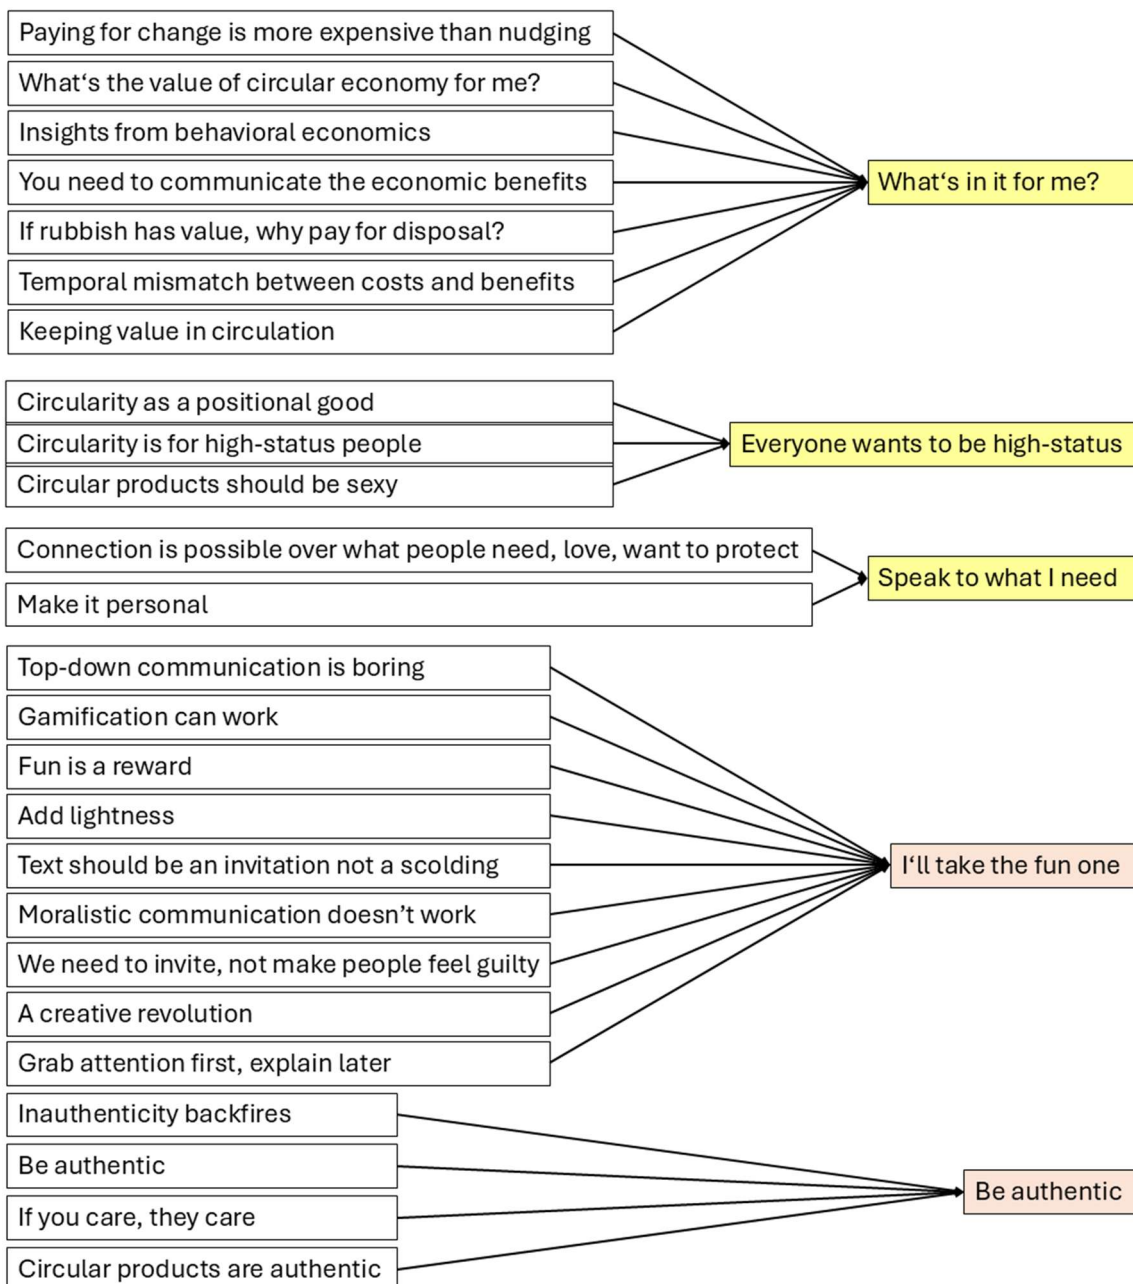 Paying for change is more expensive than nudging
What‘s the value of circular economy for me?
Insights from behavioral economics
You need to communicate the economic benefits
What‘s in it for me?
If rubbish has value, why pay for disposal?
Temporal mismatch between costs and benefits
Keeping value in circulation
Circularity as a positional good
Circularity is for high-status people
Everyone wants to be high-status
Circular products should be sexy
Connection is possible over what people need, love, want to protect
Speak to what I need
Make it personal
Top-down communication is boring
Gamification can work
Fun is a reward
Add lightness
Text should be an invitation not a scolding
I‘ll take the fun one
Moralistic communication doesn’t work
We need to invite, not make people feel guilty
A creative revolution
Grab attention first, explain later
Inauthenticity backfires
Be authentic
Be authentic
If you care, they care
Circular products are authentic